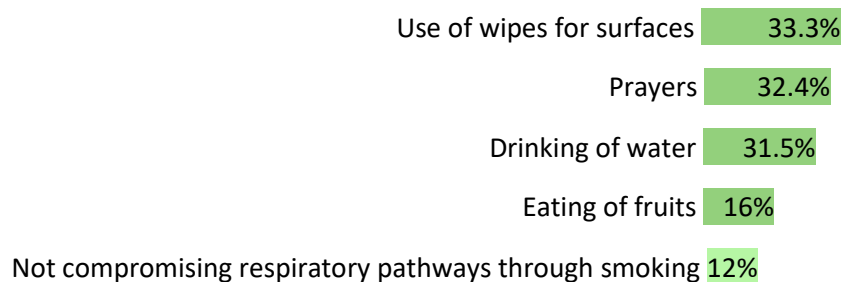 Use of wipes for surfaces 33.3%
Prayers 32.4%
Drinking of water 31.5%
Eating of fruits 16%
Not compromising respiratory pathways through smoking 12%